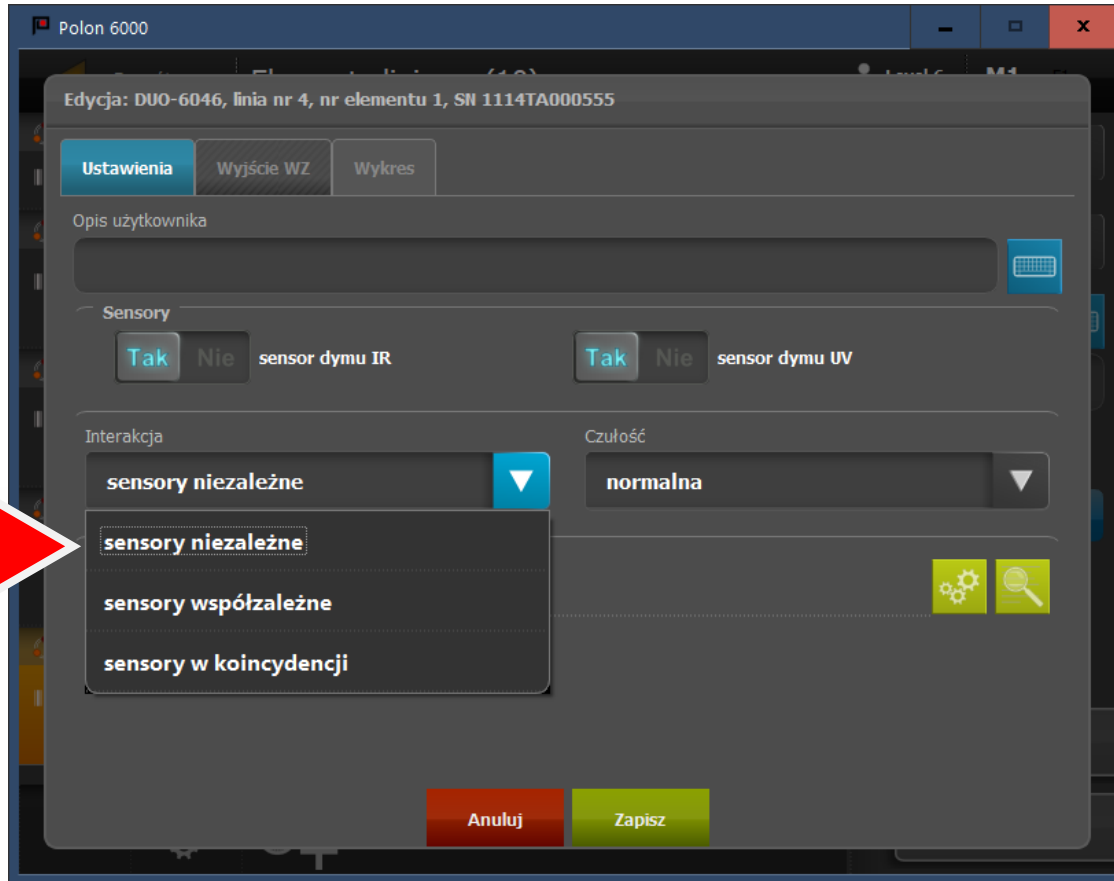 Polon 6000
Edycja: DUO-6046, linia nr 4, nr elementu 1, SN 1114TA000555
Ustawienia Wyjście WZ Wykres
Opis użytkownika
Sensory
Tak Nie sensor dymu IR Tak Nie sensor dymu UV
Interakcja Czułość
sensory niezależne normalna
sensory niezależne
sensory współzależne
sensory w koincydencji
Anuluj Zapisz